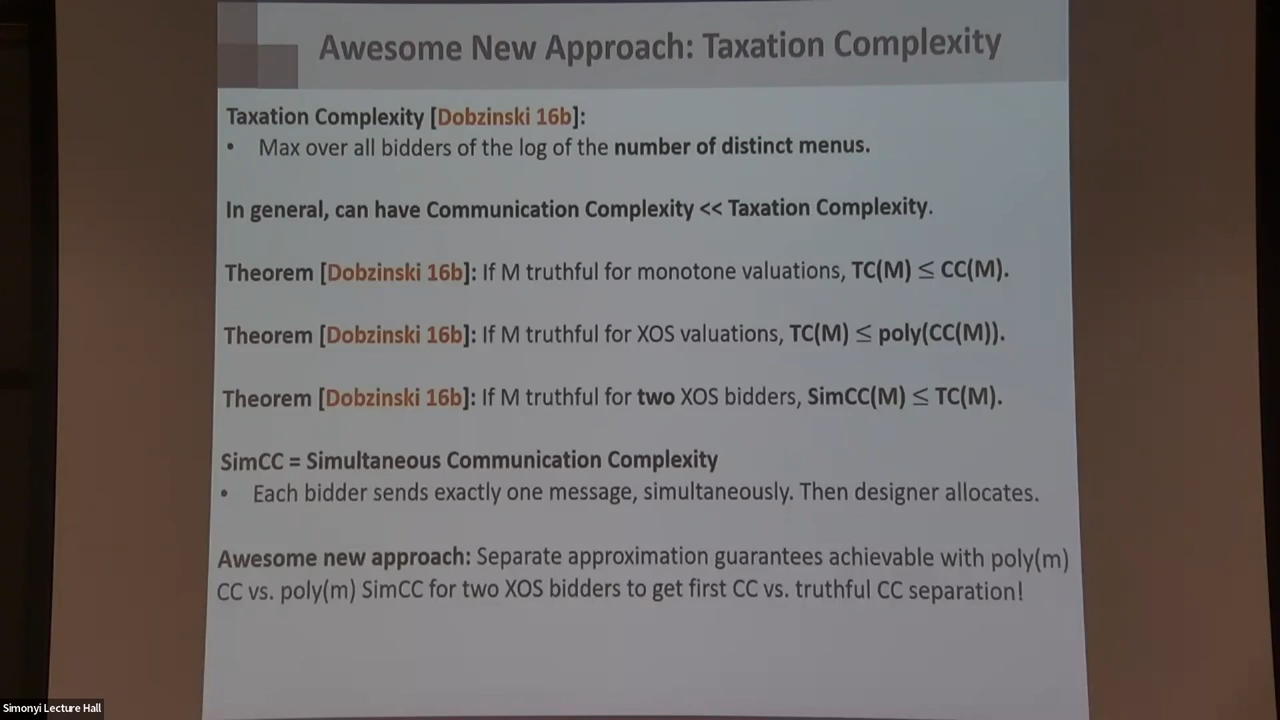 Awesome New Approach: Taxation Complexity
Taxation Complexity [Dobzinski 16b]:
• Max over all bidders of the log of the number of distinct menus.
In general, can have Communication Complexity << Taxation Complexity.
Theorem [Dobzinski 16b]: If M truthful for monotone valuations, TC(M) ≤ CC(M).
Theorem [Dobzinski 16b]: If M truthful for XOS valuations, TC(M) ≤ poly(CC(M)).
Theorem [Dobzinski 16b]: If M truthful for two XOS bidders, SimCC(M) ≤ TC(M).
SimCC = Simultaneous Communication Complexity
• Each bidder sends exactly one message, simultaneously. Then designer allocates.
Awesome new approach: Separate approximation guarantees achievable with poly(m)
CC vs. poly(m) SimCC for two XOS bidders to get first CC vs. truthful CC separation!
Simonyi Lecture Hall